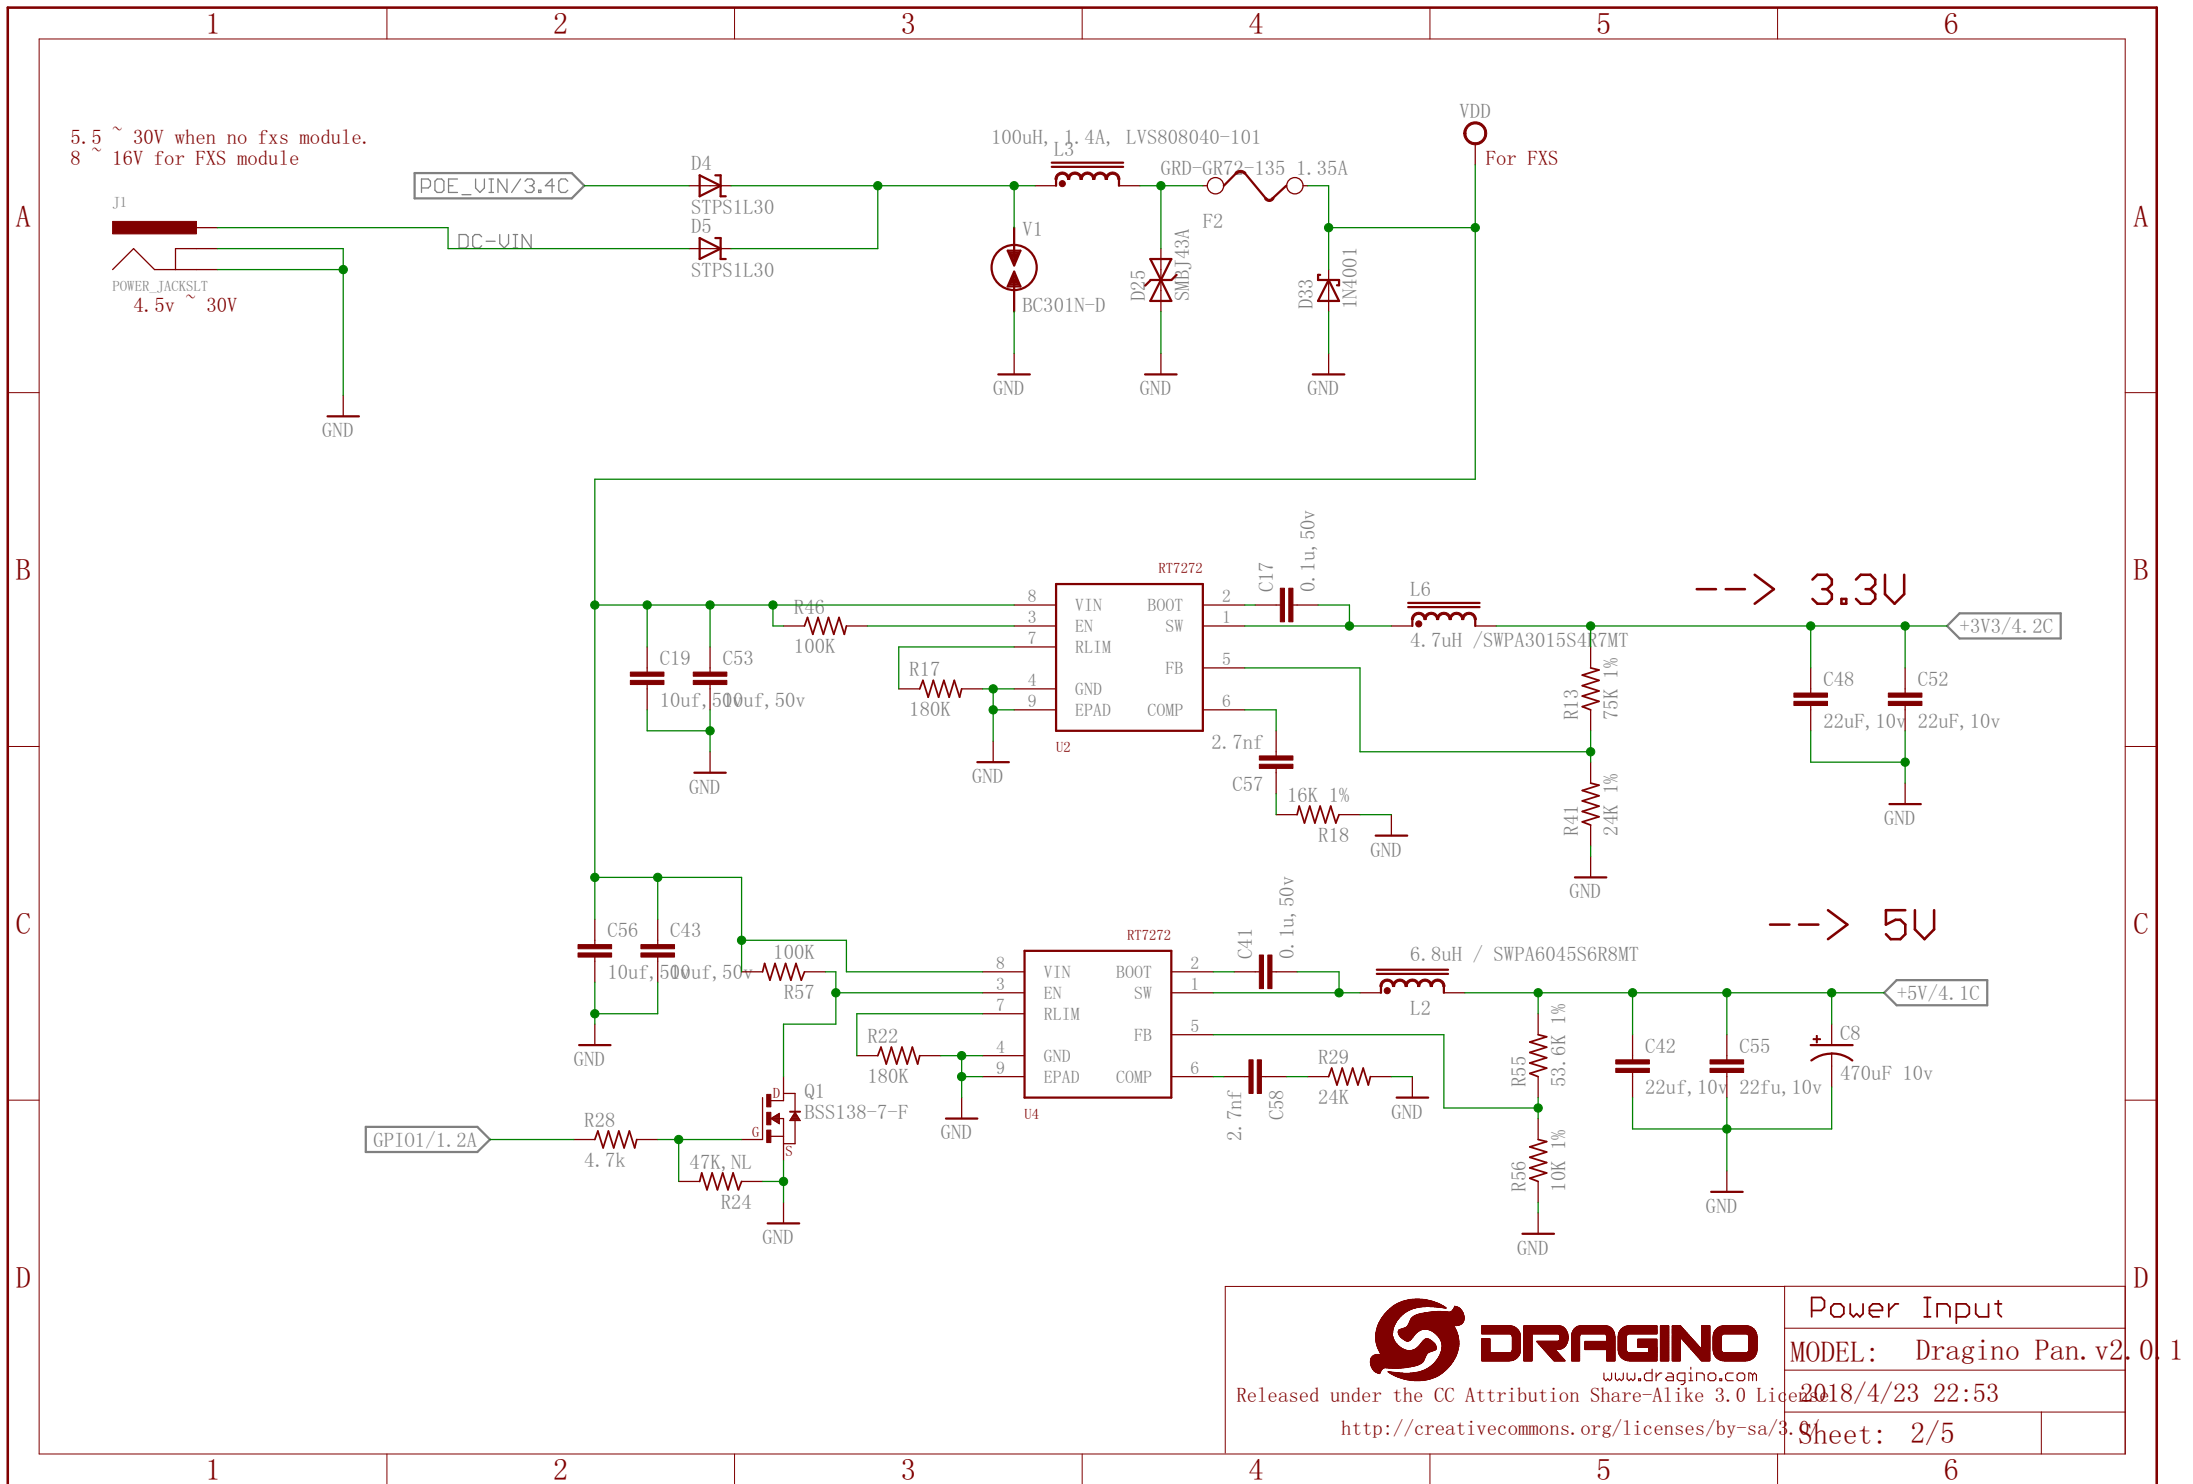 1 2 3 4 5 6
A A
B B
C C
D D
5.5 ~ 30V when no fxs module.
8 ~ 16V for FXS module
J1
POWER_JACKSLT
4.5v ~ 30V
GND
POE_VIN/3.4C
DC-VIN
D4
STPS1L30
D5
STPS1L30
100uH, 1.4A, LVS808040-101
L3
GRD-GR72-135 1.35A
F2
V1
BC301N-D
GND
D25
SMBJ43A
GND
D33
1N4001
GND
VDD
For FXS
C19
10uf,50v
C53
10uf,50v
GND
R46
100K
R17
180K
GND
RT7272
8 VIN BOOT 2
3 EN SW 1
7 RLIM
FB 5
4 GND
9 EPAD COMP 6
U2
C17
0.1u,50v
L6
4.7uH /SWPA3015S4R7MT
2.7nf
C57
16K 1%
R18
GND
R13
75K 1%
R41
24K 1%
GND
--> 3.3V
+3V3/4.2C
C48
22uF,10v
C52
22uF,10v
GND
C56
10uf,50v
C43
10uf,50v
GND
100K
R57
R22
180K
GND
RT7272
8 VIN BOOT 2
3 EN SW 1
7 RLIM
FB 5
4 GND
9 EPAD COMP 6
U4
C41
0.1u,50v
6.8uH / SWPA6045S6R8MT
L2
2.7nf
C58
R29
24K
GND
R55
53.6K 1%
R56
10K 1%
GND
--> 5V
+5V/4.1C
C42
22uf,10v
C55
22fu,10v
+
C8
470uF 10v
GND
GPIO1/1.2A
R28
4.7k
47K,NL
R24
D
G
S
Q1
BSS138-7-F
GND
DRAGINO
www.dragino.com
Released under the CC Attribution Share-Alike 3.0 License
http://creativecommons.org/licenses/by-sa/3.0/
Power Input
MODEL: Dragino Pan.v2.0.1
2018/4/23 22:53
Sheet: 2/5
1 2 3 4 5 6